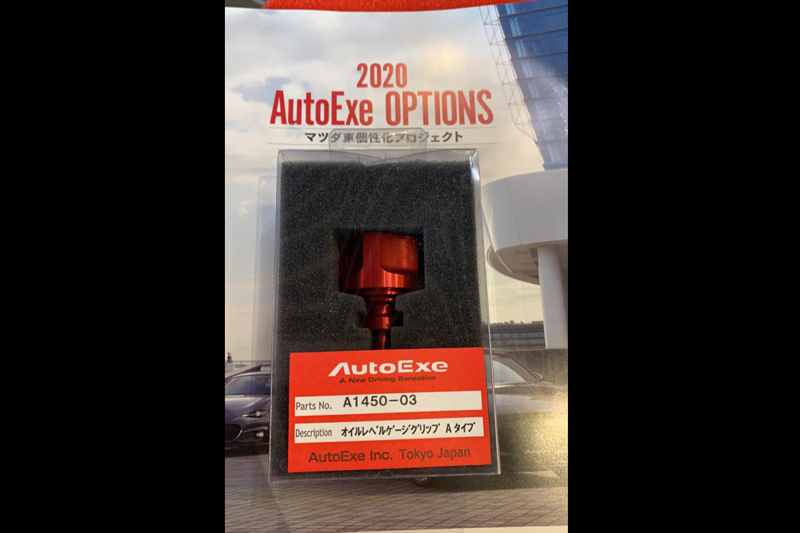 2020
AutoExe OPTIONS
マツダ車個性化プロジェクト
AutoExe
A New Driving Sensation
Parts No. A1450-03
Description オイルレベルゲージグリップ Aタイプ
AutoExe Inc. Tokyo Japan